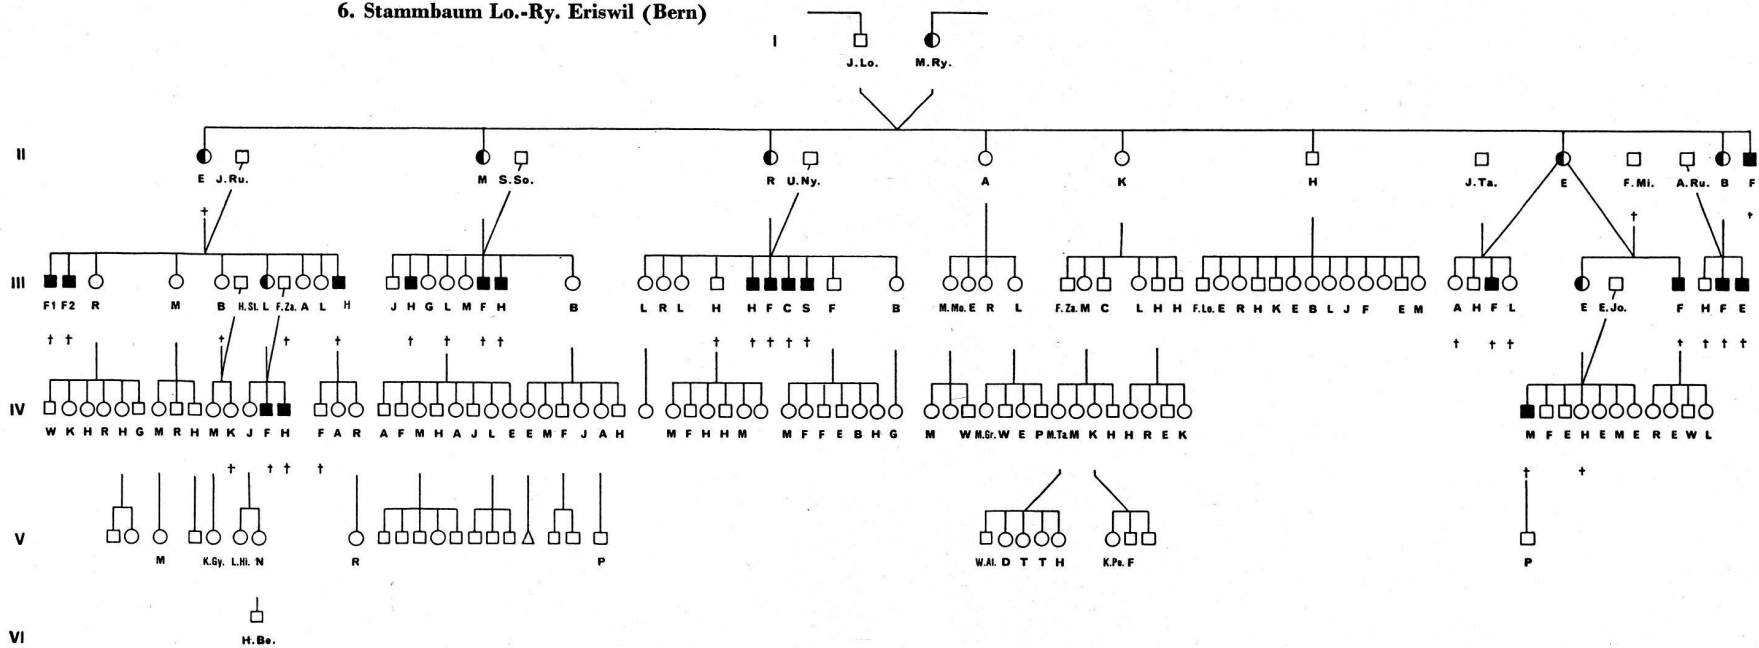 6. Stammbaum Lo.-Ry. Eriswil (Bern)
I
J.Lo. M.Ry.
II
E J.Ru. M S.So. R U.Ny. A K H J.Ta. E F.Mi. A.Ru. B F
† † †
III
F1 F2 R M B H.St. L F.Za. A L H J H G L M F H B L R L H H F C S F B M.Mo. E R L F.Za. M C L H H F.Lo. E R H K E B L J F E M A H F L E E.Jo. F H F E
† † † † † † † † † † † † † † † † † † † † †
IV
W K H R H G M R H M K J F H F A R A F M H A J L E E M F J A H M F H H M M F F E B H G M W M.Gr. W E P M.Ta M K H H R E K M F E H E M E R E W L
† † † † † †
V
M K.Gy. L.Hi. N R P W.Al. D T T H K.Pe. F P
VI
H.Be.